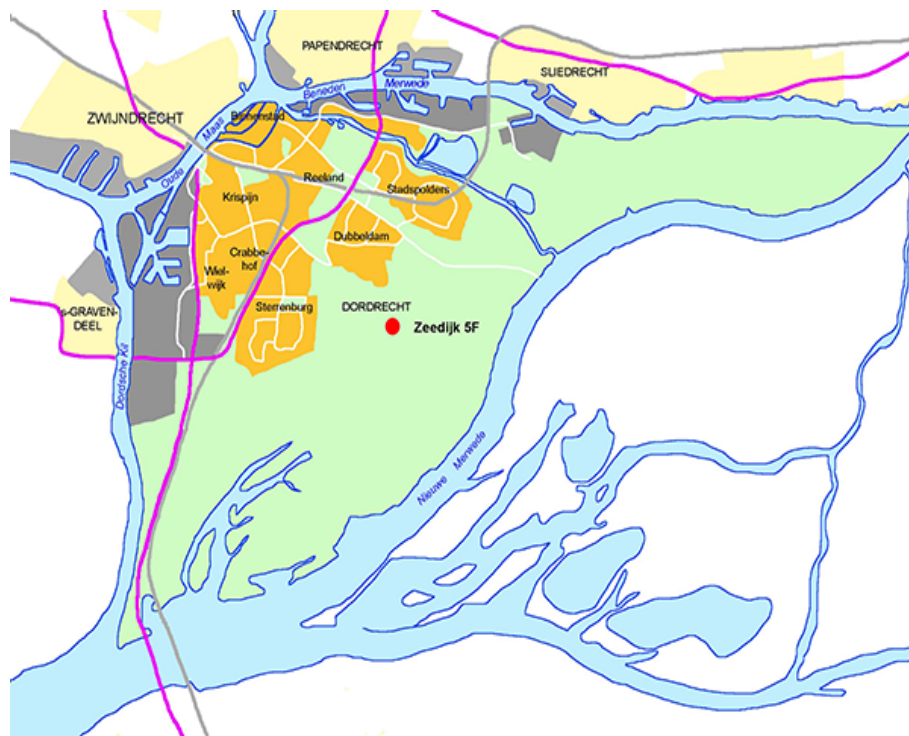 PAPENDRECHT
SLIEDRECHT
Beneden Merwede
ZWIJNDRECHT
Binnenstad
Oude Maas
Reeland
Krispijn
Stadspolders
Dubbeldam
Crabbe-
hof
Wiel-
wijk
Sterrenburg
DORDRECHT
's-GRAVEN-
DEEL
Zeedijk 5F
Dordsche Kil
Nieuwe Merwede